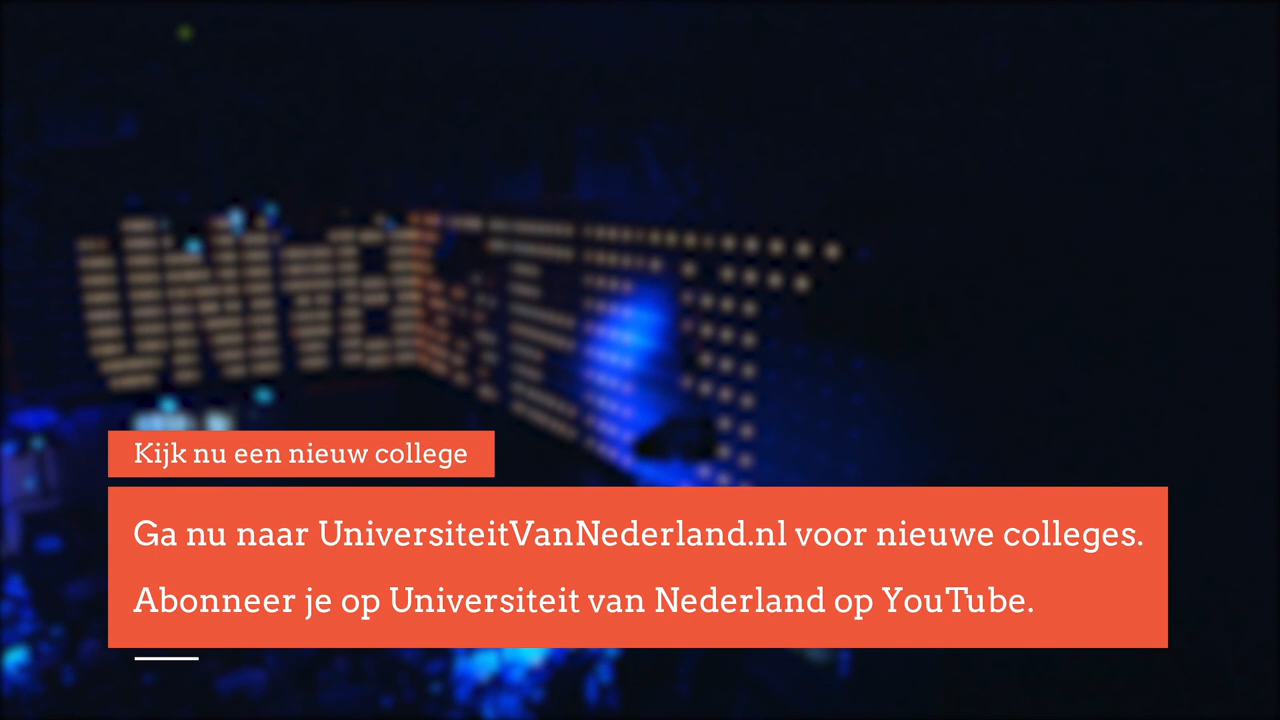 Kijk nu een nieuw college
Ga nu naar UniversiteitVanNederland.nl voor nieuwe colleges.
Abonneer je op Universiteit van Nederland op YouTube.